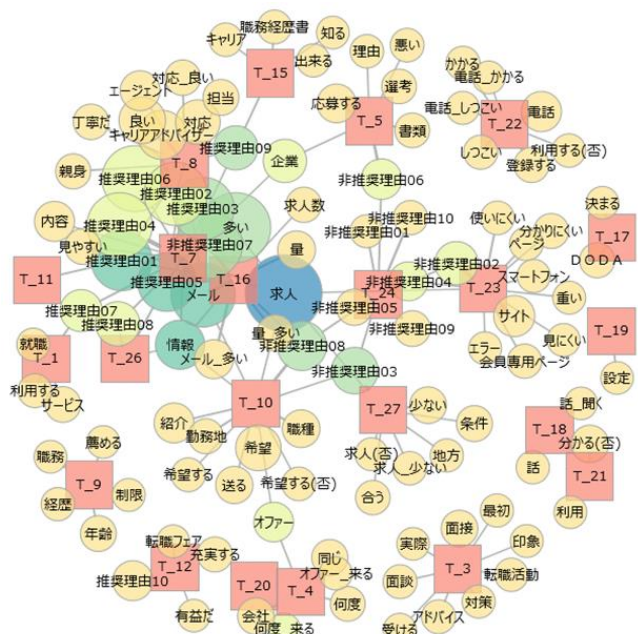 職務経歴書
知る
キャリア
T_15
出来る
理由
悪い
T_5
選考
応募する
書類
かかる
電話_かかる
電話_しつこい
T_22
電話
しつこい
利用する(否)
登録する
対応_良い
エージェント
担当
丁寧だ
良い
対応
キャリアアドバイザー
T_8
親身
推奨理由09
企業
推奨理由06
推奨理由02
非推奨理由06
推奨理由04
推奨理由03
内容
見やすい
多い
求人数
非推奨理由10
非推奨理由01
使いにくい
分かりにくい
ページ
決まる
T_17
DODA
非推奨理由07
量
T_7
推奨理由01
T_11
推奨理由05
T_16
メール
求人
T_24
非推奨理由02
非推奨理由04
T_23
スマートフォン
重い
非推奨理由05
サイト
推奨理由07
推奨理由08
情報
量_多い
メール_多い
非推奨理由08
非推奨理由09
エラー
見にくい
会員専用ページ
T_19
設定
就職
T_1
T_26
利用する
サービス
非推奨理由03
T_10
紹介
勤務地
希望
職種
希望する
送る
希望する(否)
T_27
少ない
条件
求人(否)
求人_少ない
地方
合う
話_聞く
T_18
分かる(否)
話
T_21
利用
薦める
職務
T_9
経歴
制限
年齢
オファー
転職フェア
T_12
充実する
推奨理由10
有益だ
T_20
T_4
同じ
オファー_来る
会社
何度
何度_来る
最初
面接
実際
印象
T_3
面談
転職活動
対策
アドバイス
受ける